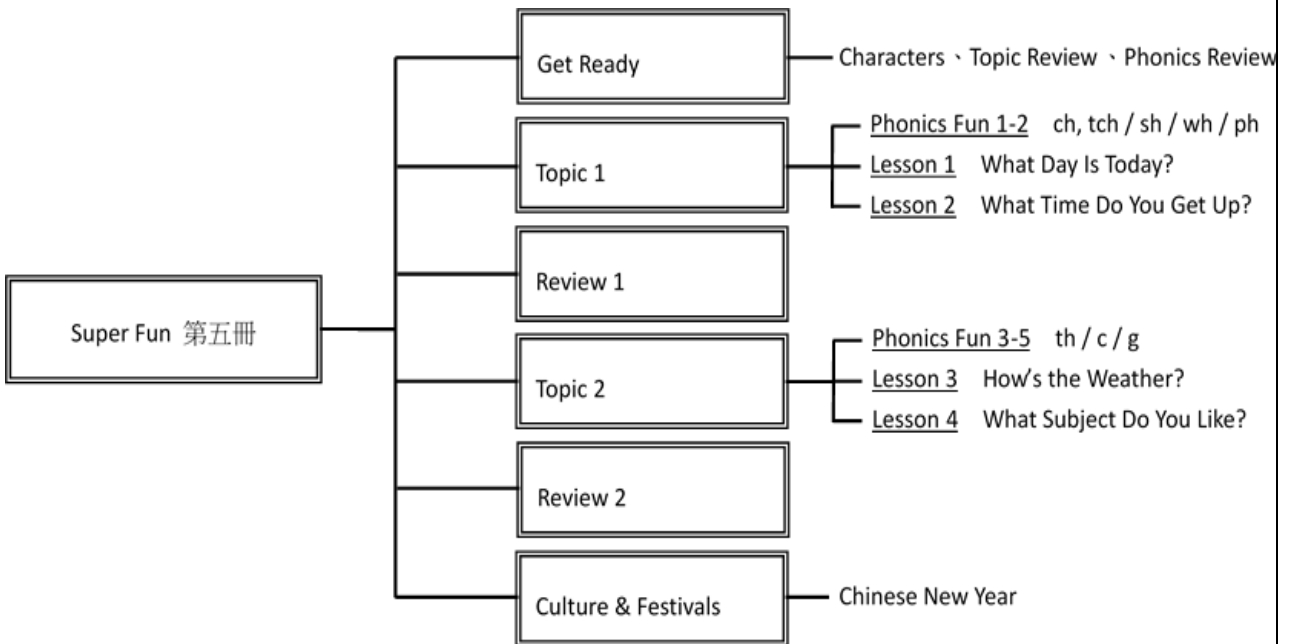 Super Fun 第五冊
Get Ready
Characters、Topic Review、Phonics Review
Topic 1
Phonics Fun 1-2 ch, tch / sh / wh / ph
Lesson 1 What Day Is Today?
Lesson 2 What Time Do You Get Up?
Review 1
Topic 2
Phonics Fun 3-5 th / c / g
Lesson 3 How's the Weather?
Lesson 4 What Subject Do You Like?
Review 2
Culture & Festivals
Chinese New Year